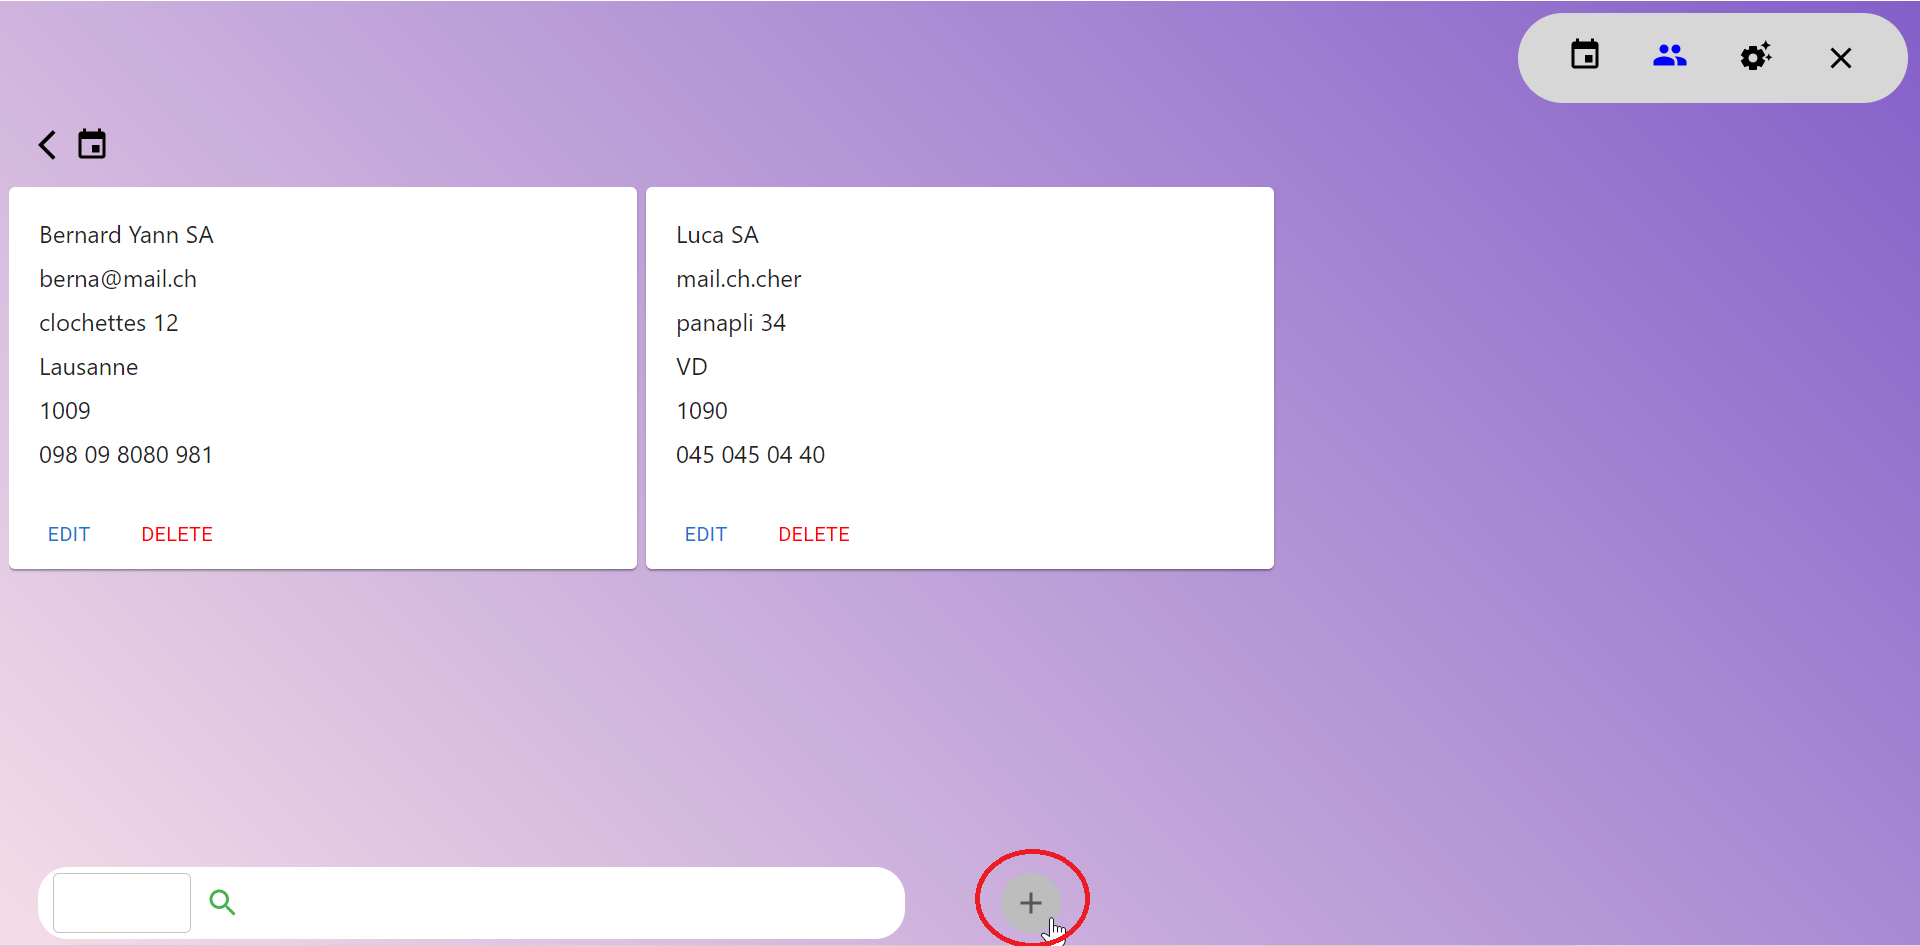 Bernard Yann SA
berna@mail.ch
clochettes 12
Lausanne
1009
098 09 8080 981
EDIT DELETE
Luca SA
mail.ch.cher
panapli 34
VD
1090
045 045 04 40
EDIT DELETE